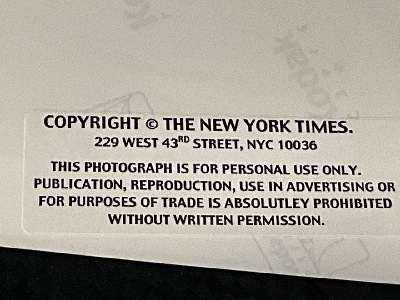 Kodak
COPYRIGHT © THE NEW YORK TIMES.
229 WEST 43RD STREET, NYC 10036
THIS PHOTOGRAPH IS FOR PERSONAL USE ONLY.
PUBLICATION, REPRODUCTION, USE IN ADVERTISING OR
FOR PURPOSES OF TRADE IS ABSOLUTLEY PROHIBITED
WITHOUT WRITTEN PERMISSION.